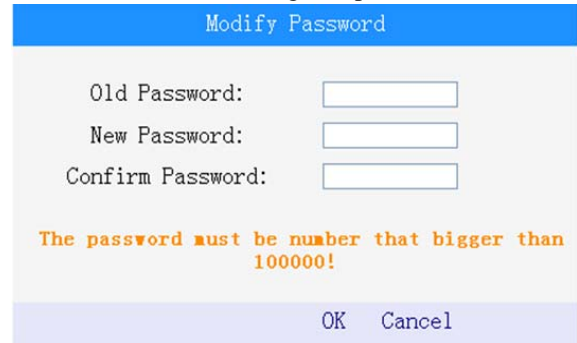 Modify Password
Old Password:
New Password:
Confirm Password:
The password must be number that bigger than
100000!
OK Cancel